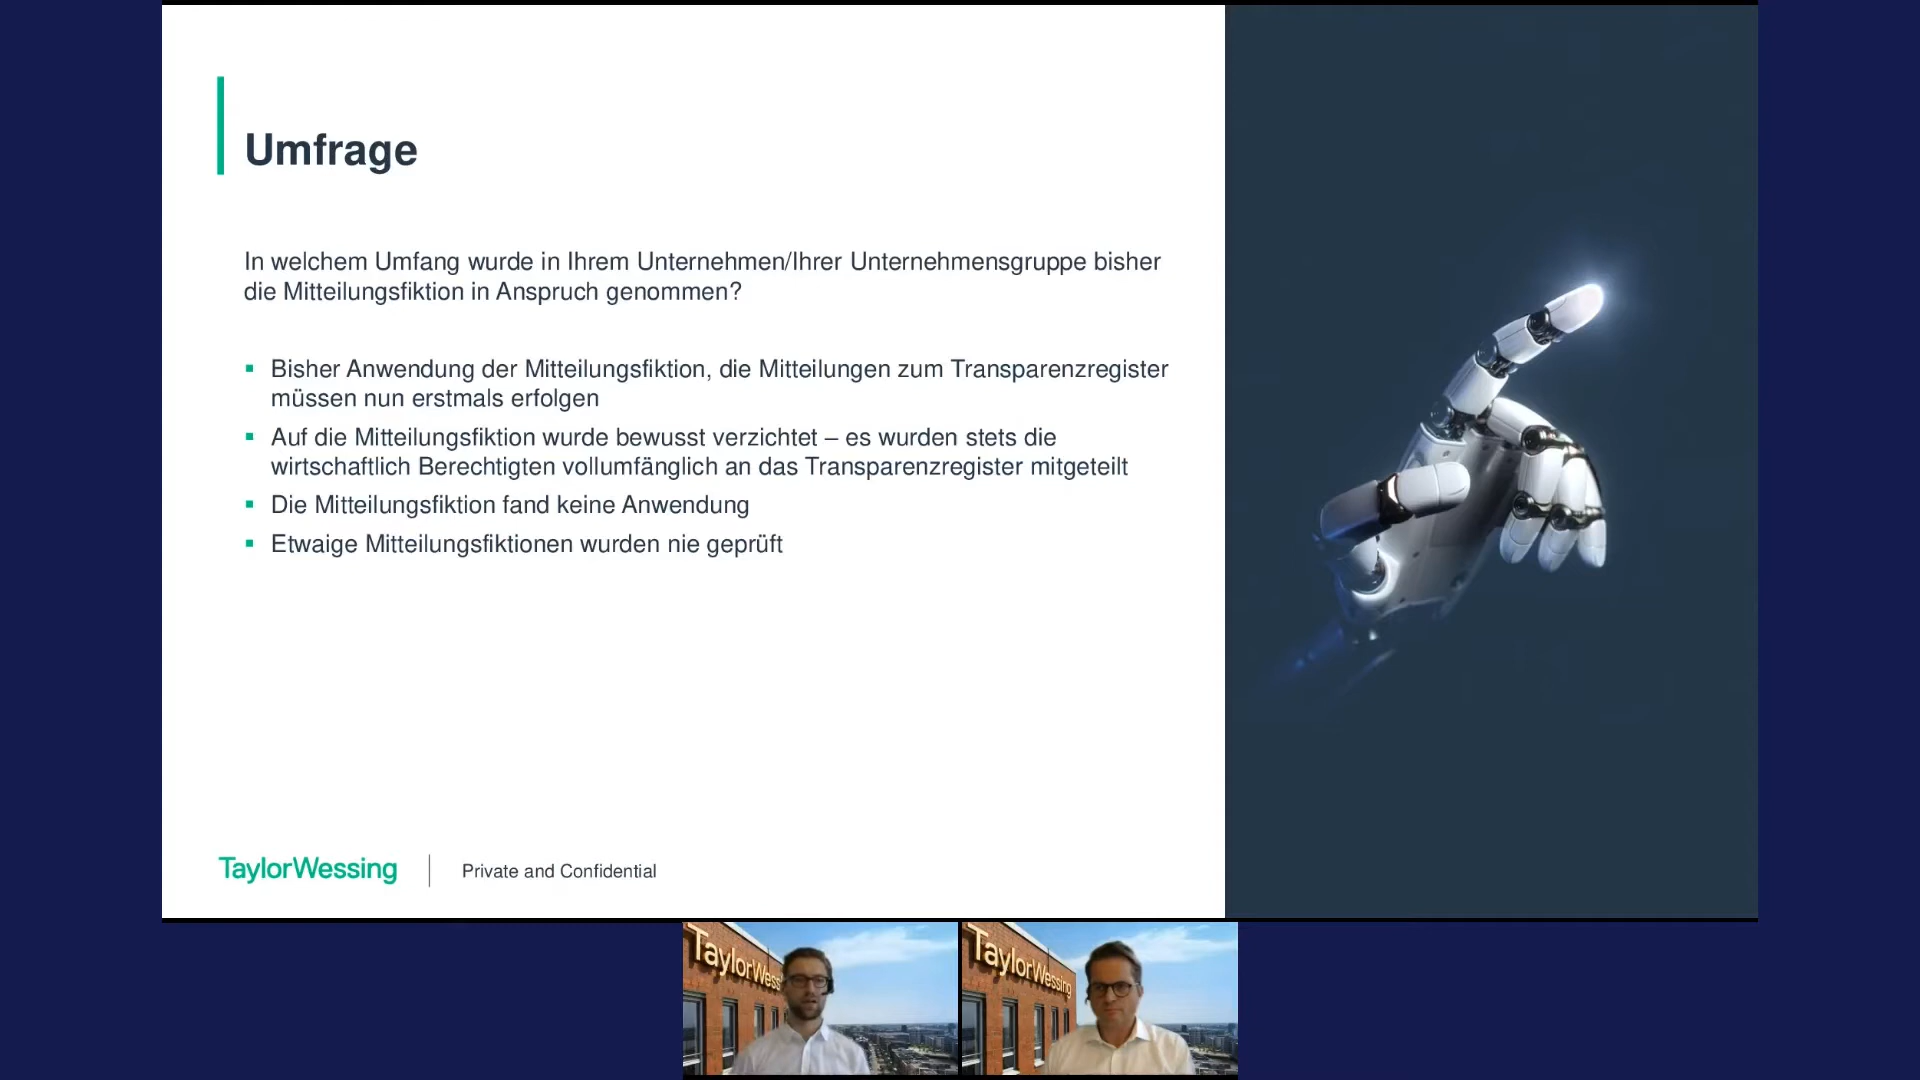 Umfrage
In welchem Umfang wurde in Ihrem Unternehmen/Ihrer Unternehmensgruppe bisher
die Mitteilungsfiktion in Anspruch genommen?
▪ Bisher Anwendung der Mitteilungsfiktion, die Mitteilungen zum Transparenzregister
müssen nun erstmals erfolgen
▪ Auf die Mitteilungsfiktion wurde bewusst verzichtet – es wurden stets die
wirtschaftlich Berechtigten vollumfänglich an das Transparenzregister mitgeteilt
▪ Die Mitteilungsfiktion fand keine Anwendung
▪ Etwaige Mitteilungsfiktionen wurden nie geprüft
TaylorWessing
Private and Confidential
TaylorWess
TaylorWessing